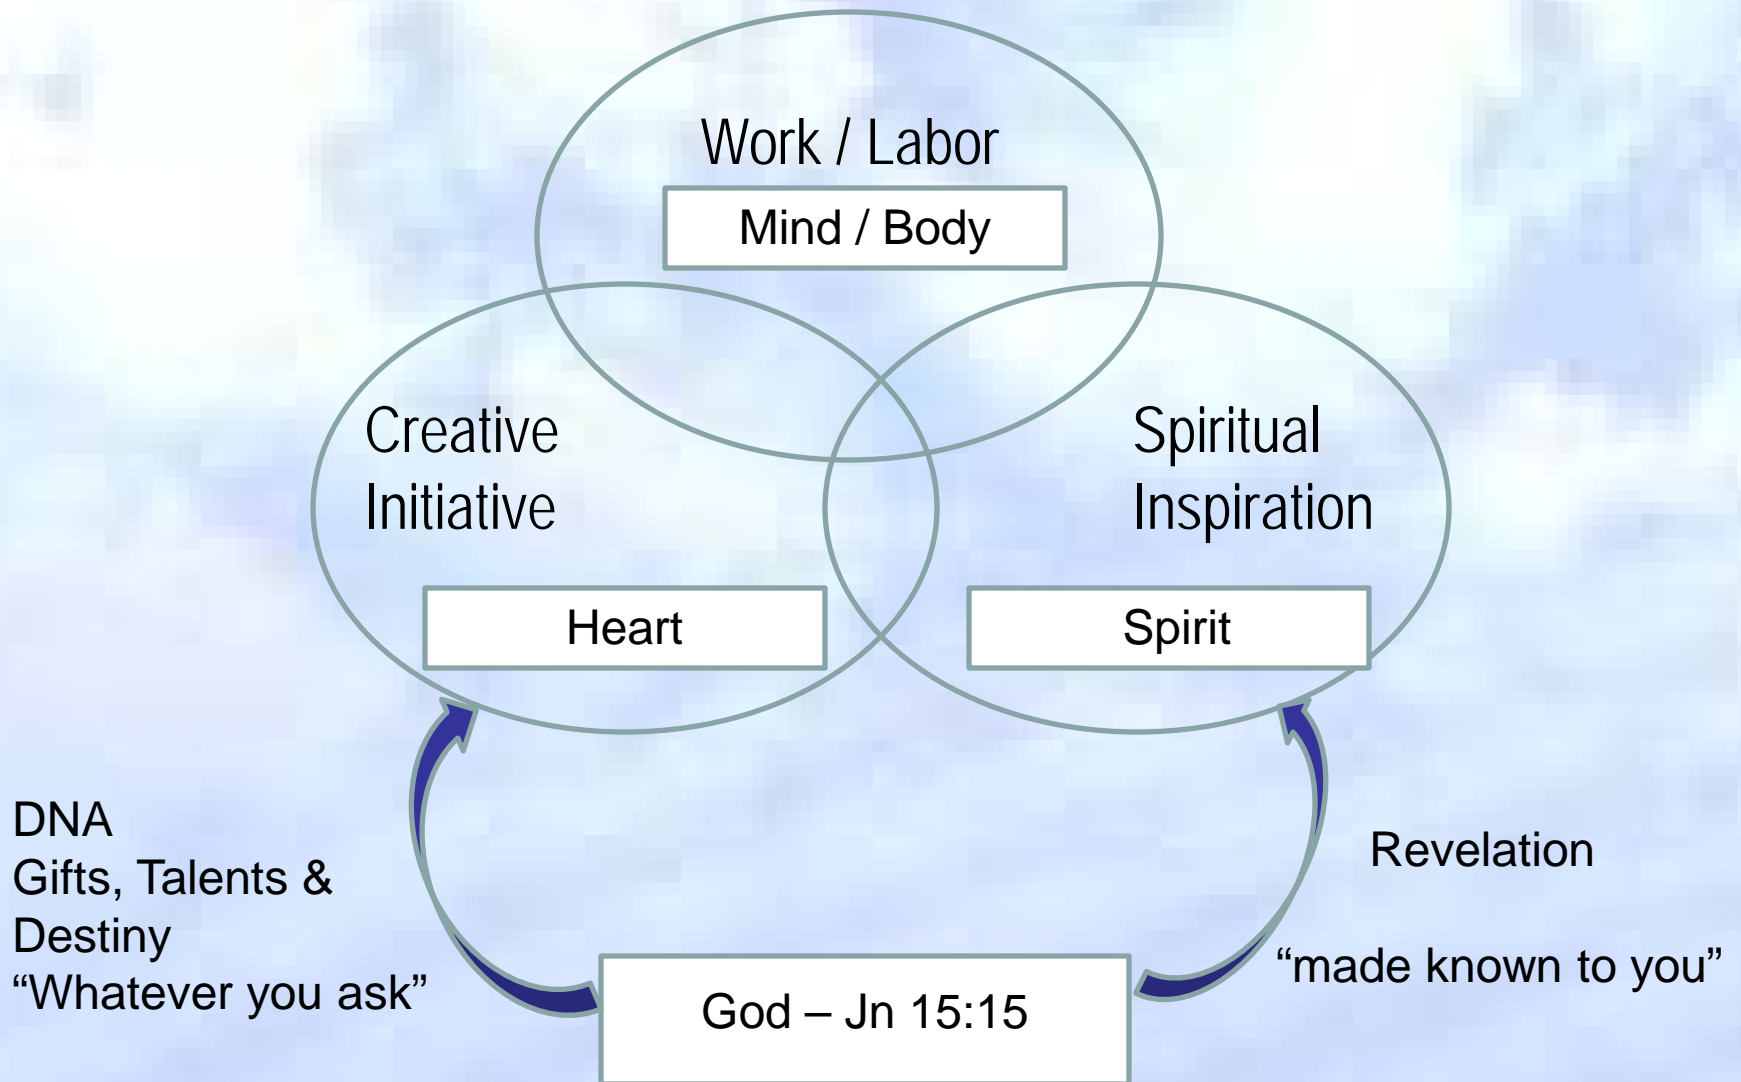 Work / Labor
Mind / Body
Creative
Initiative
Heart
Spiritual
Inspiration
Spirit
DNA
Gifts, Talents &
Destiny
“Whatever you ask”
Revelation
“made known to you”
God – Jn 15:15